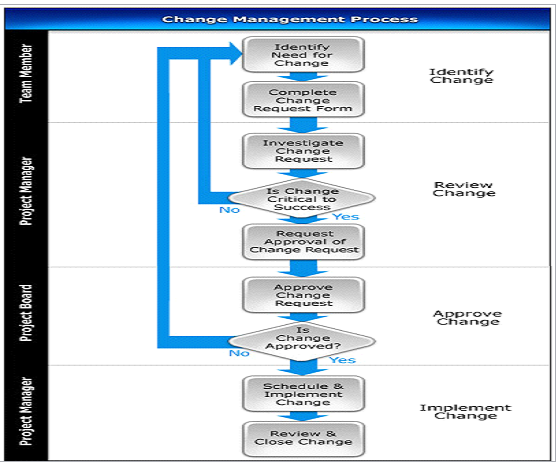 Change Management Process
Team Member
Identify
Need for
Change
Identify
Change
Complete
Change
Request Form
Project Manager
Investigate
Change
Request
Is Change
Critical to
Success
No
Yes
Review
Change
Request
Approval of
Change Request
Project Board
Approve
Change
Request
Approve
Change
Is
Change
Approved?
No
Yes
Project Manager
Schedule &
Implement
Change
Implement
Change
Review &
Close Change